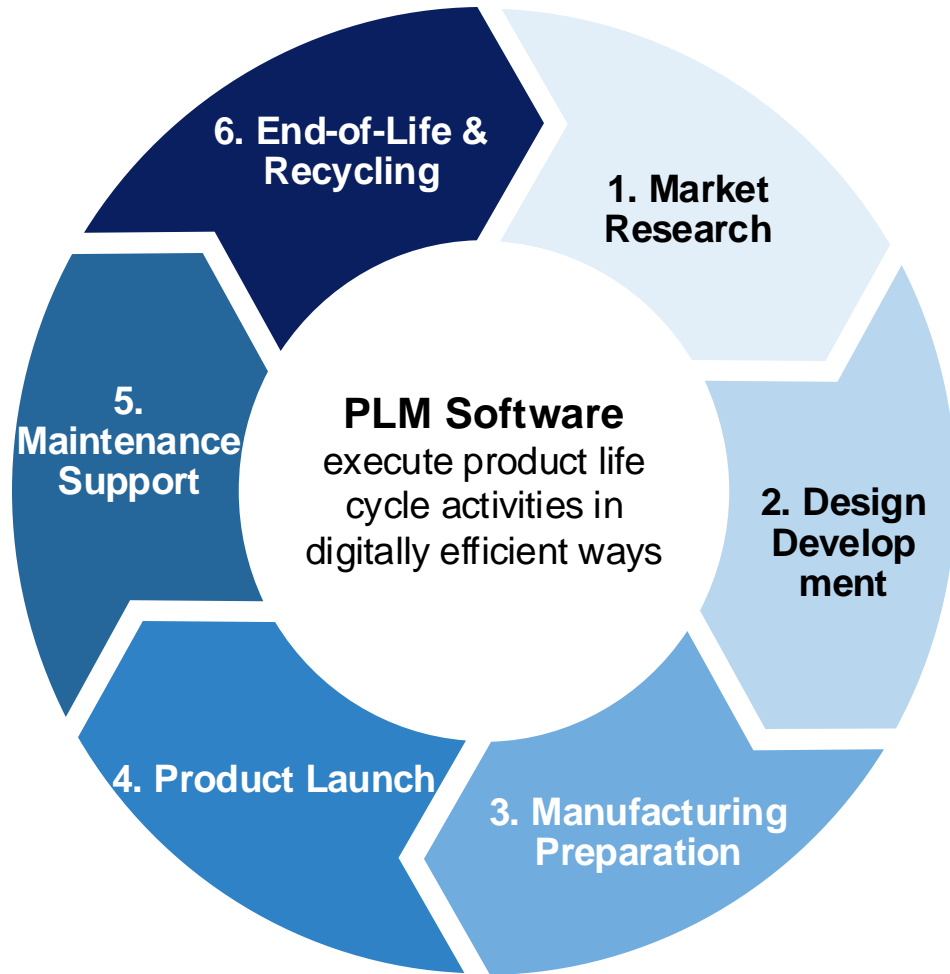 6. End-of-Life &
Recycling
1. Market
Research
5.
Maintenance
Support
PLM Software
execute product life
cycle activities in
digitally efficient ways
2. Design
Develop
ment
4. Product Launch
3. Manufacturing
Preparation